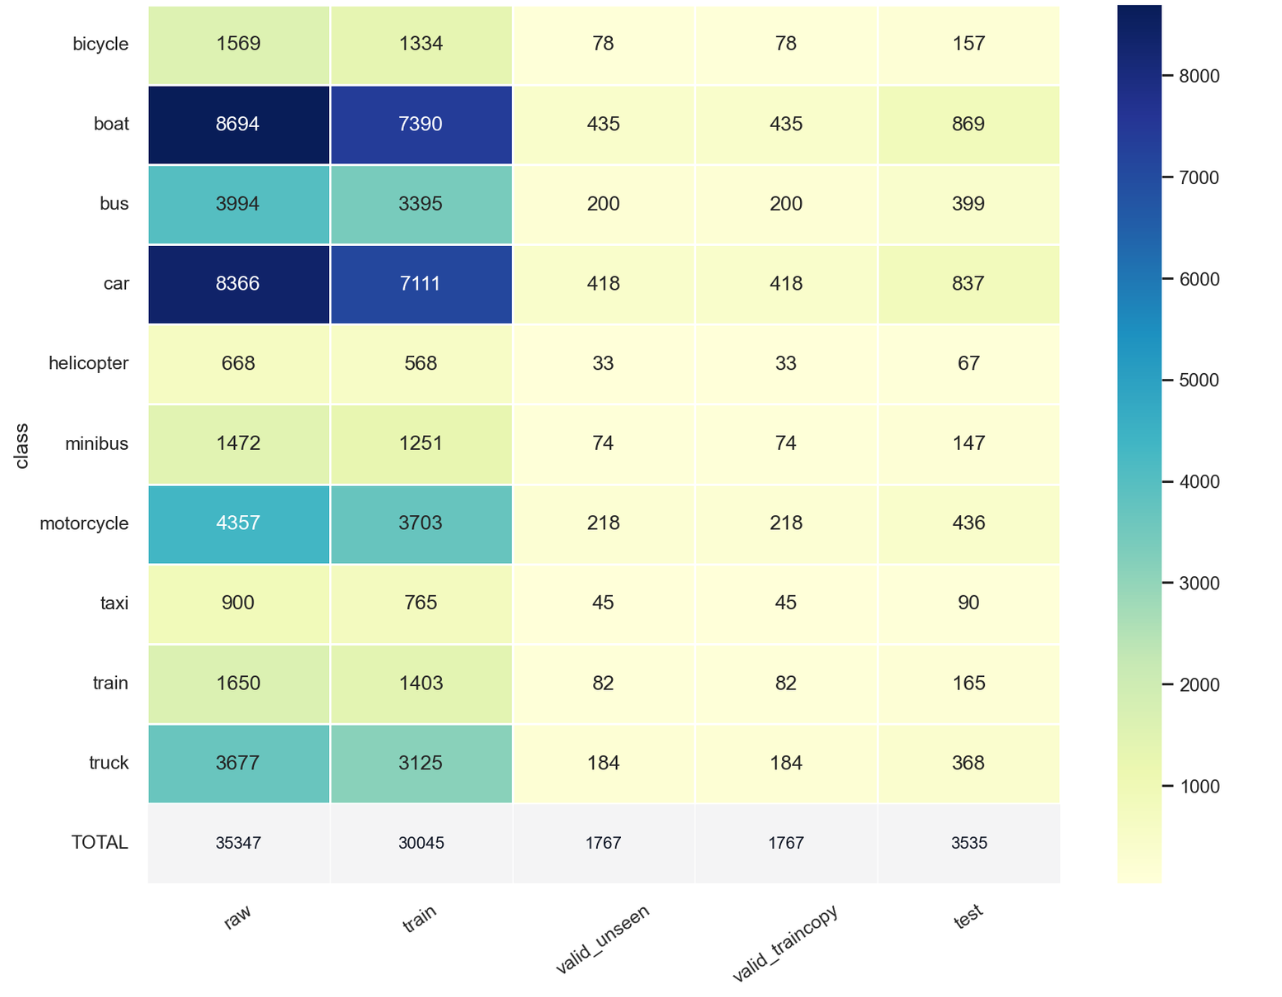 bicycle 1569 1334 78 78 157
8000
boat 8694 7390 435 435 869
7000
bus 3994 3395 200 200 399
car 8366 7111 418 418 837
6000
helicopter 668 568 33 33 67
5000
class
minibus 1472 1251 74 74 147
4000
motorcycle 4357 3703 218 218 436
3000
taxi 900 765 45 45 90
train 1650 1403 82 82 165
2000
truck 3677 3125 184 184 368
1000
TOTAL 35347 30045 1767 1767 3535
raw train valid_unseen valid_traincopy test